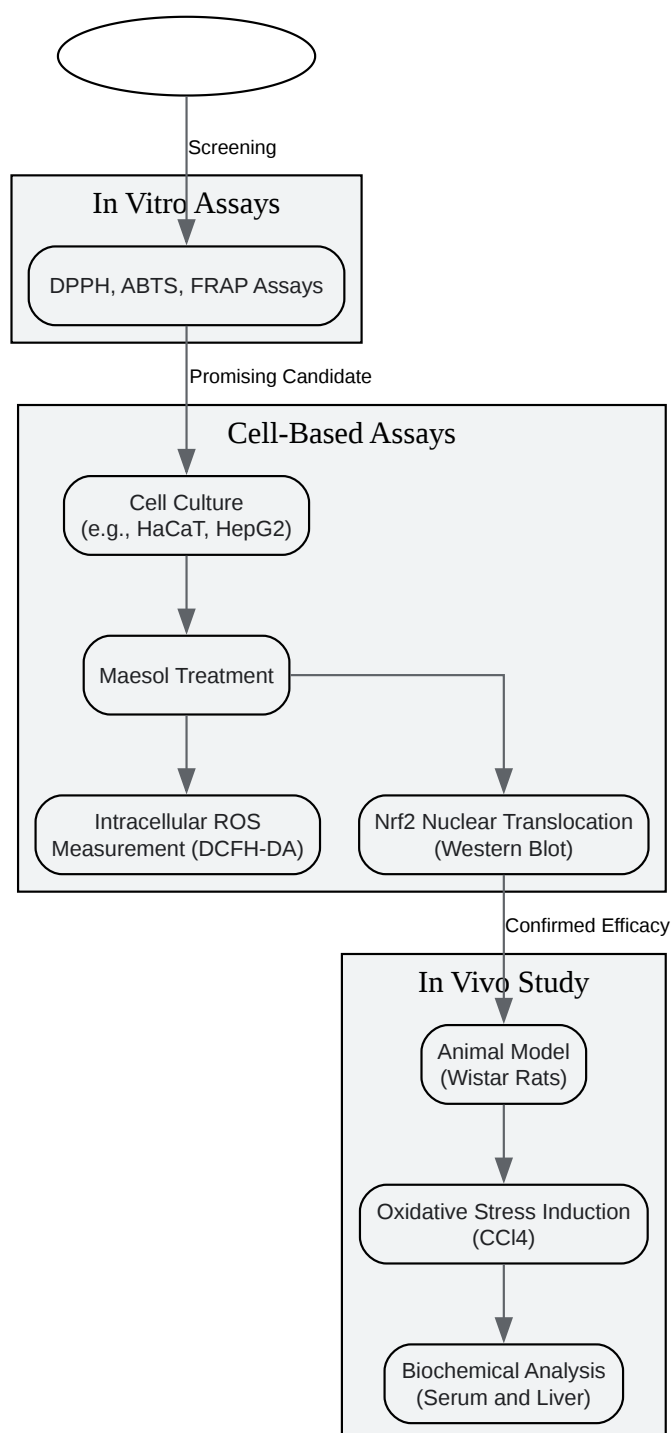 Screening
In Vitro Assays
DPPH, ABTS, FRAP Assays
Promising Candidate
Cell-Based Assays
Cell Culture
(e.g., HaCaT, HepG2)
Maesol Treatment
Intracellular ROS
Measurement (DCFH-DA)
Nrf2 Nuclear Translocation
(Western Blot)
Confirmed Efficacy
In Vivo Study
Animal Model
(Wistar Rats)
Oxidative Stress Induction
(CCl4)
Biochemical Analysis
(Serum and Liver)